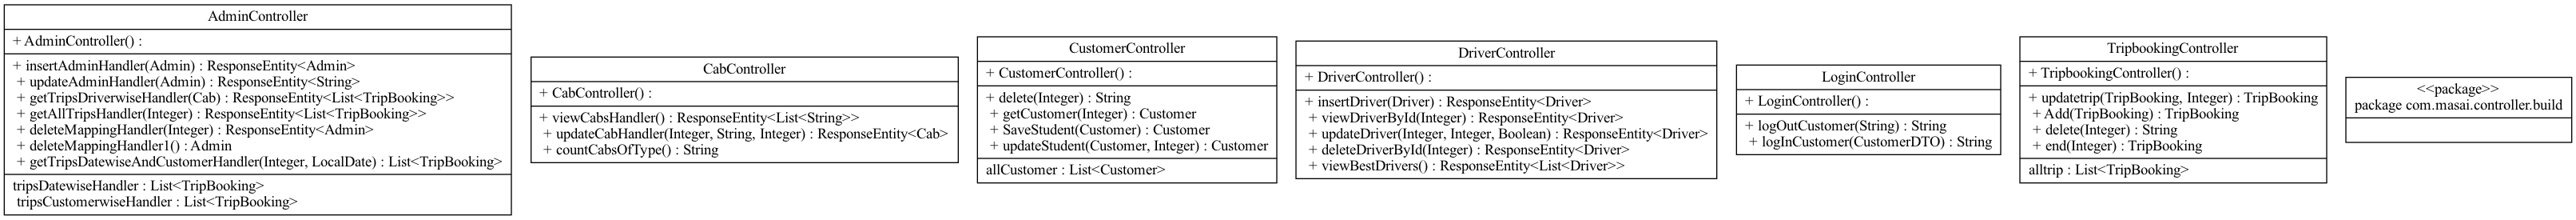 AdminController
+ AdminController() :
+ insertAdminHandler(Admin) : ResponseEntity<Admin>
+ updateAdminHandler(Admin) : ResponseEntity<String>
+ getTripsDriverwiseHandler(Cab) : ResponseEntity<List<TripBooking>>
+ getAllTripsHandler(Integer) : ResponseEntity<List<TripBooking>>
+ deleteMappingHandler(Integer) : ResponseEntity<Admin>
+ deleteMappingHandler1() : Admin
+ getTripsDatewiseAndCustomerHandler(Integer, LocalDate) : List<TripBooking>
tripsDatewiseHandler : List<TripBooking>
tripsCustomerwiseHandler : List<TripBooking>
CabController
+ CabController() :
+ viewCabsHandler() : ResponseEntity<List<String>>
+ updateCabHandler(Integer, String, Integer) : ResponseEntity<Cab>
+ countCabsOfType() : String
CustomerController
+ CustomerController() :
+ delete(Integer) : String
+ getCustomer(Integer) : Customer
+ SaveStudent(Customer) : Customer
+ updateStudent(Customer, Integer) : Customer
allCustomer : List<Customer>
DriverController
+ DriverController() :
+ insertDriver(Driver) : ResponseEntity<Driver>
+ viewDriverById(Integer) : ResponseEntity<Driver>
+ updateDriver(Integer, Integer, Boolean) : ResponseEntity<Driver>
+ deleteDriverById(Integer) : ResponseEntity<Driver>
+ viewBestDrivers() : ResponseEntity<List<Driver>>
LoginController
+ LoginController() :
+ logOutCustomer(String) : String
+ logInCustomer(CustomerDTO) : String
TripbookingController
+ TripbookingController() :
+ updatetrip(TripBooking, Integer) : TripBooking
+ Add(TripBooking) : TripBooking
+ delete(Integer) : String
+ end(Integer) : TripBooking
alltrip : List<TripBooking>
<<package>>
package com.masai.controller.build